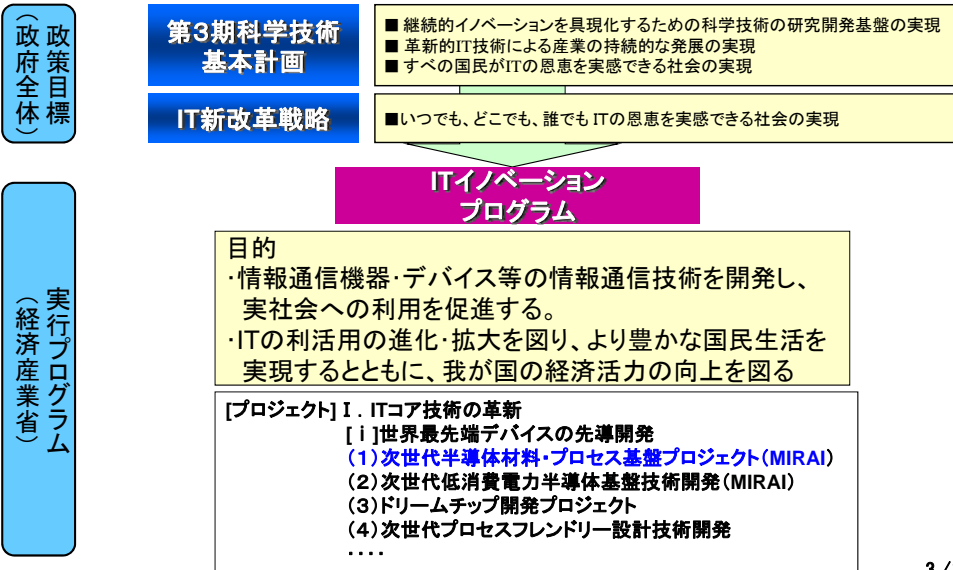 政策目標
（政府全体）
第3期科学技術
基本計画
■ 継続的イノベーションを具現化するための科学技術の研究開発基盤の実現
■ 革新的IT技術による産業の持続的な発展の実現
■ すべの国民がITの恩恵を実感できる社会の実現
IT新改革戦略
■いつでも、どこでも、誰でも ITの恩恵を実感できる社会の実現
ITイノベーション
プログラム
実行プログラム
（経済産業省）
目的
・情報通信機器・デバイス等の情報通信技術を開発し、
実社会への利用を促進する。
・ITの利活用の進化・拡大を図り、より豊かな国民生活を
実現するとともに、我が国の経済活力の向上を図る
[プロジェクト]Ⅰ．ITコア技術の革新
[ⅰ]世界最先端デバイスの先導開発
（1）次世代半導体材料・プロセス基盤プロジェクト（MIRAI）
（2）次世代低消費電力半導体基盤技術開発（MIRAI）
（3）ドリームチップ開発プロジェクト
（4）次世代プロセスフレンドリー設計技術開発
・・・・
3 /